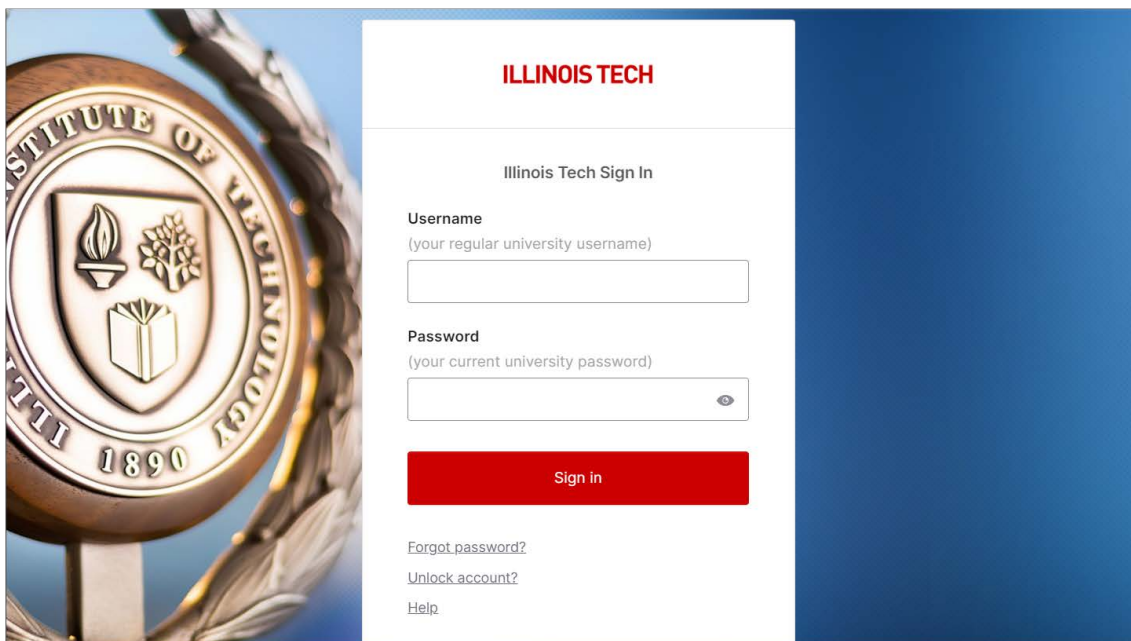 INSTITUTE OF TECHNOLOGY
1890
ILLINOIS TECH
Illinois Tech Sign In
Username
(your regular university username)
Password
(your current university password)
Sign in
Forgot password?
Unlock account?
Help